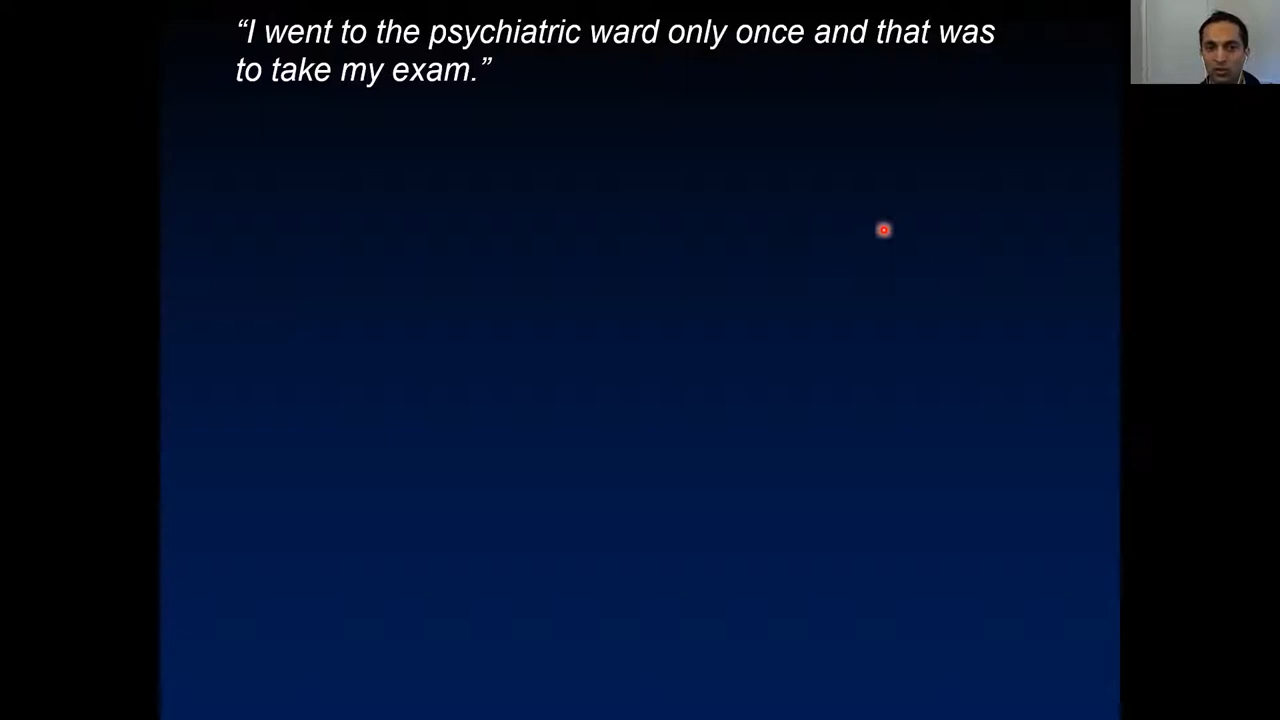 “I went to the psychiatric ward only once and that was
to take my exam.”